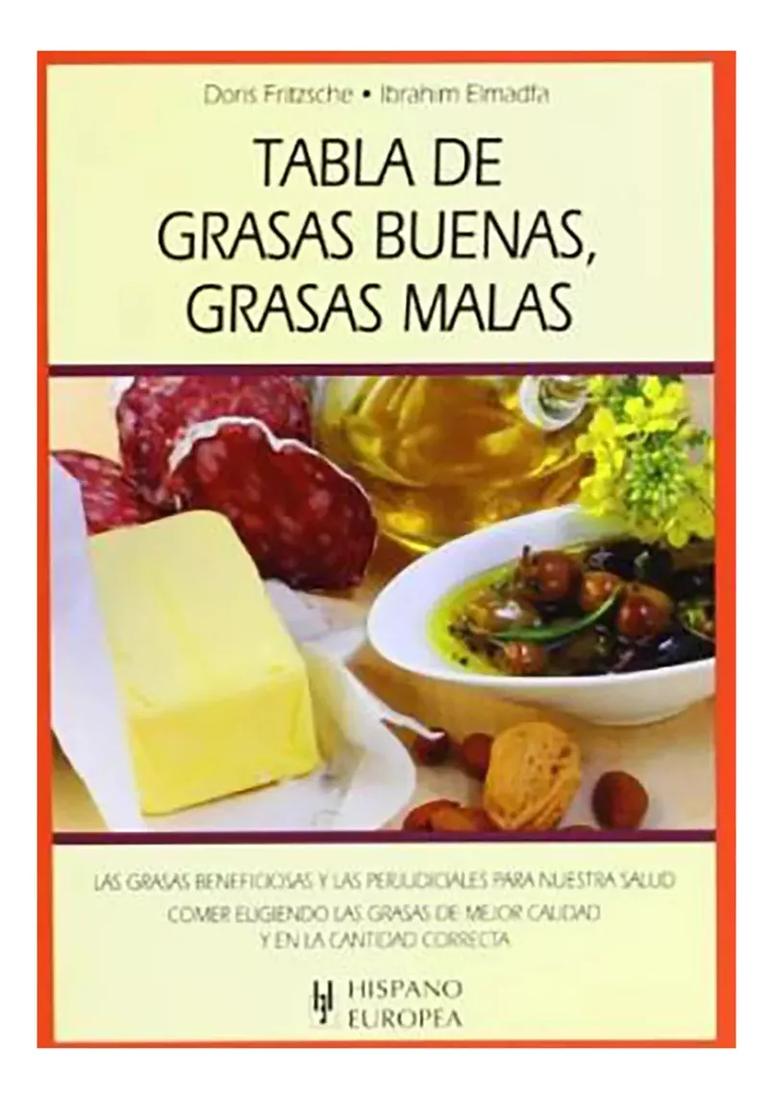 Doris Fritzsche • Ibrahim Elmadfa
TABLA DE
GRASAS BUENAS,
GRASAS MALAS
LAS GRASAS BENEFICIOSAS Y LAS PERJUDICIALES PARA NUESTRA SALUD
COMER ELIGIENDO LAS GRASAS DE MEJOR CALIDAD
Y EN LA CANTIDAD CORRECTA
HISPANO
EUROPEA